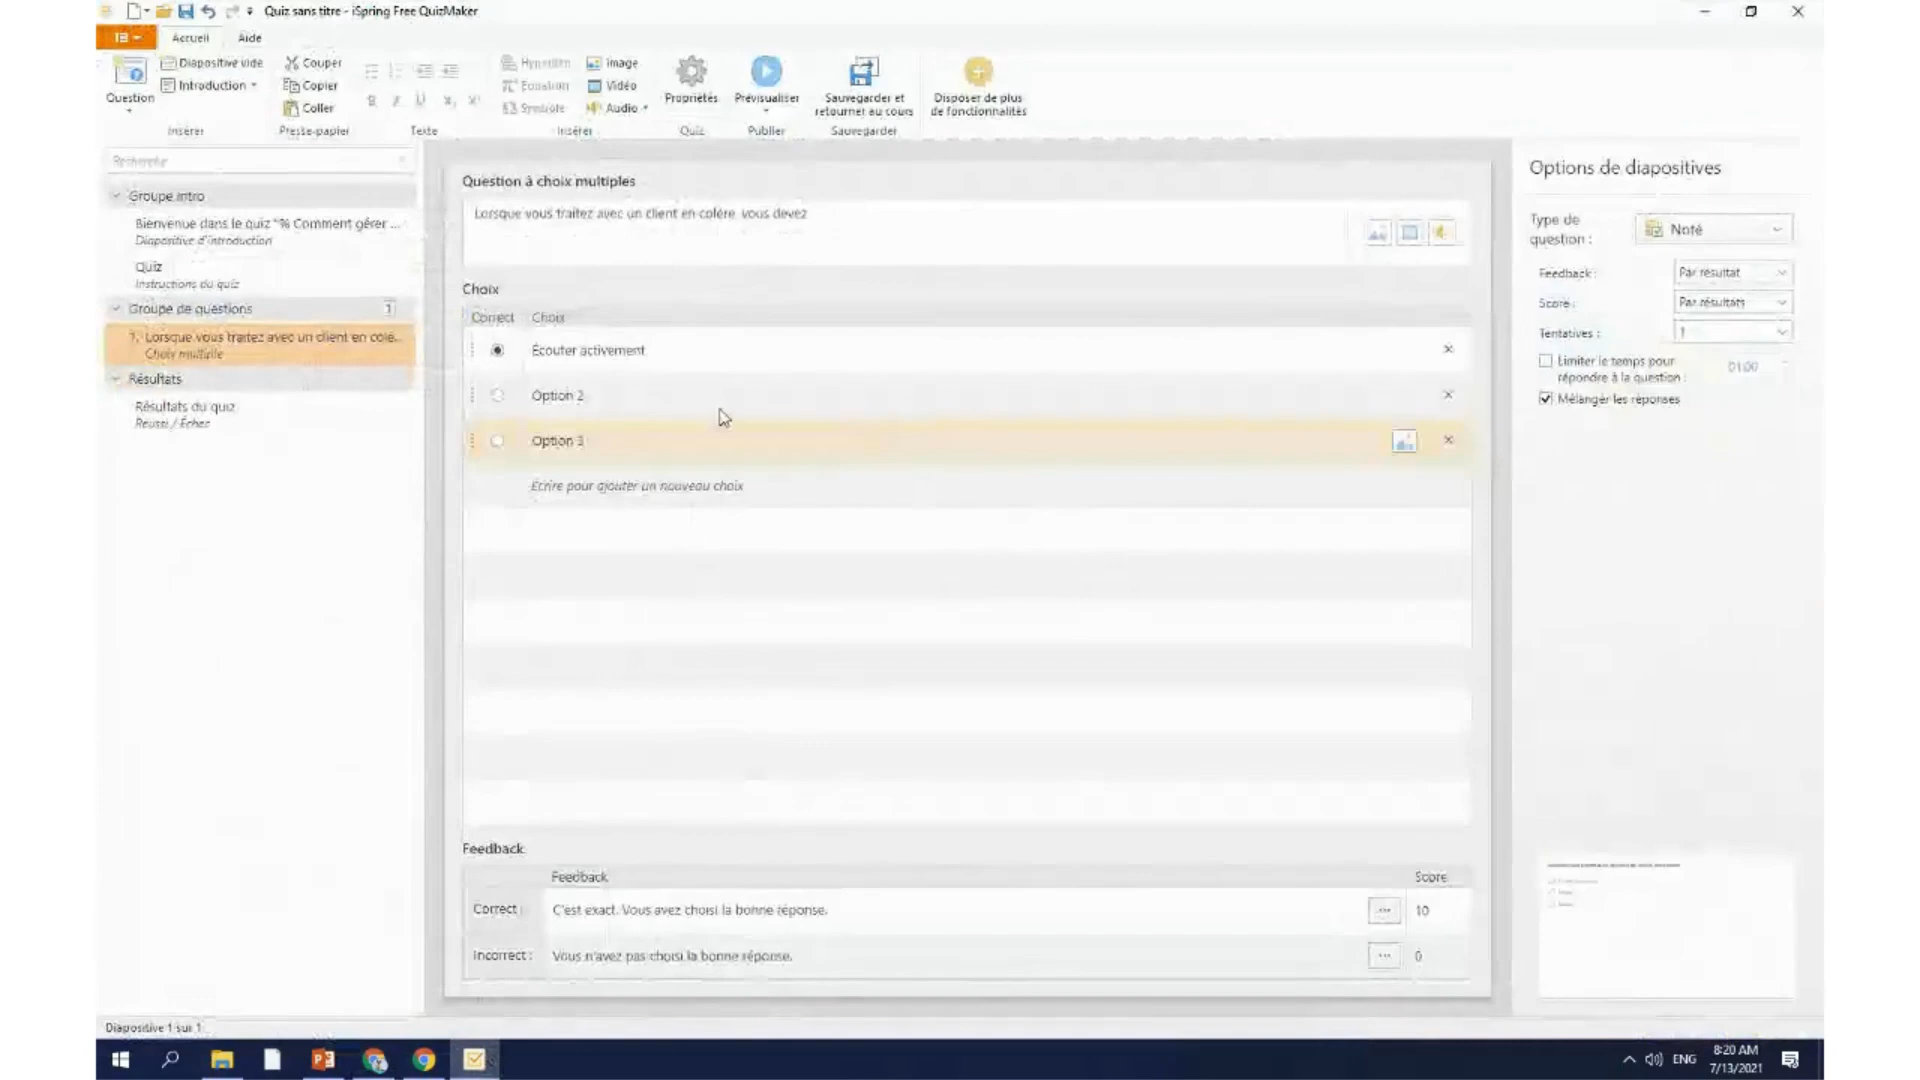 Quiz sans titre - iSpring Free QuizMaker
Accueil
Aide
Question
Diapositive vide
Introduction
Insérer
Couper
Copier
Coller
Presse-papier
Texte
Hyperlien
Équation
Symbole
Image
Vidéo
Audio
Insérer
Propriétés
Quiz
Prévisualiser
Publier
Sauvegarder et
retourner au cours
Sauvegarder
Disposer de plus
de fonctionnalités
Recherche
Groupe intro
Bienvenue dans le quiz "% Comment gérer ...
Diapositive d'introduction
Quiz
Instructions du quiz
Groupe de questions
1
1. Lorsque vous traitez avec un client en colè...
Choix multiple
Résultats
Résultats du quiz
Réussi / Échec
Question à choix multiples
Lorsque vous traitez avec un client en colère, vous devez
Choix
Correct
Choix
Écouter activement
Option 2
Option 3
Écrire pour ajouter un nouveau choix
Feedback
Feedback
Score
Correct :
C'est exact. Vous avez choisi la bonne réponse.
10
Incorrect :
Vous n'avez pas choisi la bonne réponse.
0
Options de diapositives
Type de
question :
Noté
Feedback :
Par résultat
Score :
Par résultats
Tentatives :
1
Limiter le temps pour
répondre à la question :
01:00
Mélanger les réponses
Diapositive 1 sur 1
ENG
8:20 AM
7/13/2021